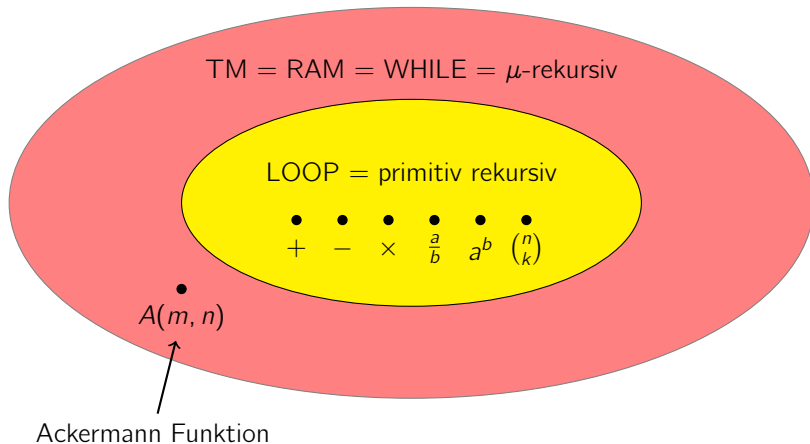 TM = RAM = WHILE = μ-rekursiv
LOOP = primitiv rekursiv
+ − × a/b a^b (n k)
A(m, n)
Ackermann Funktion